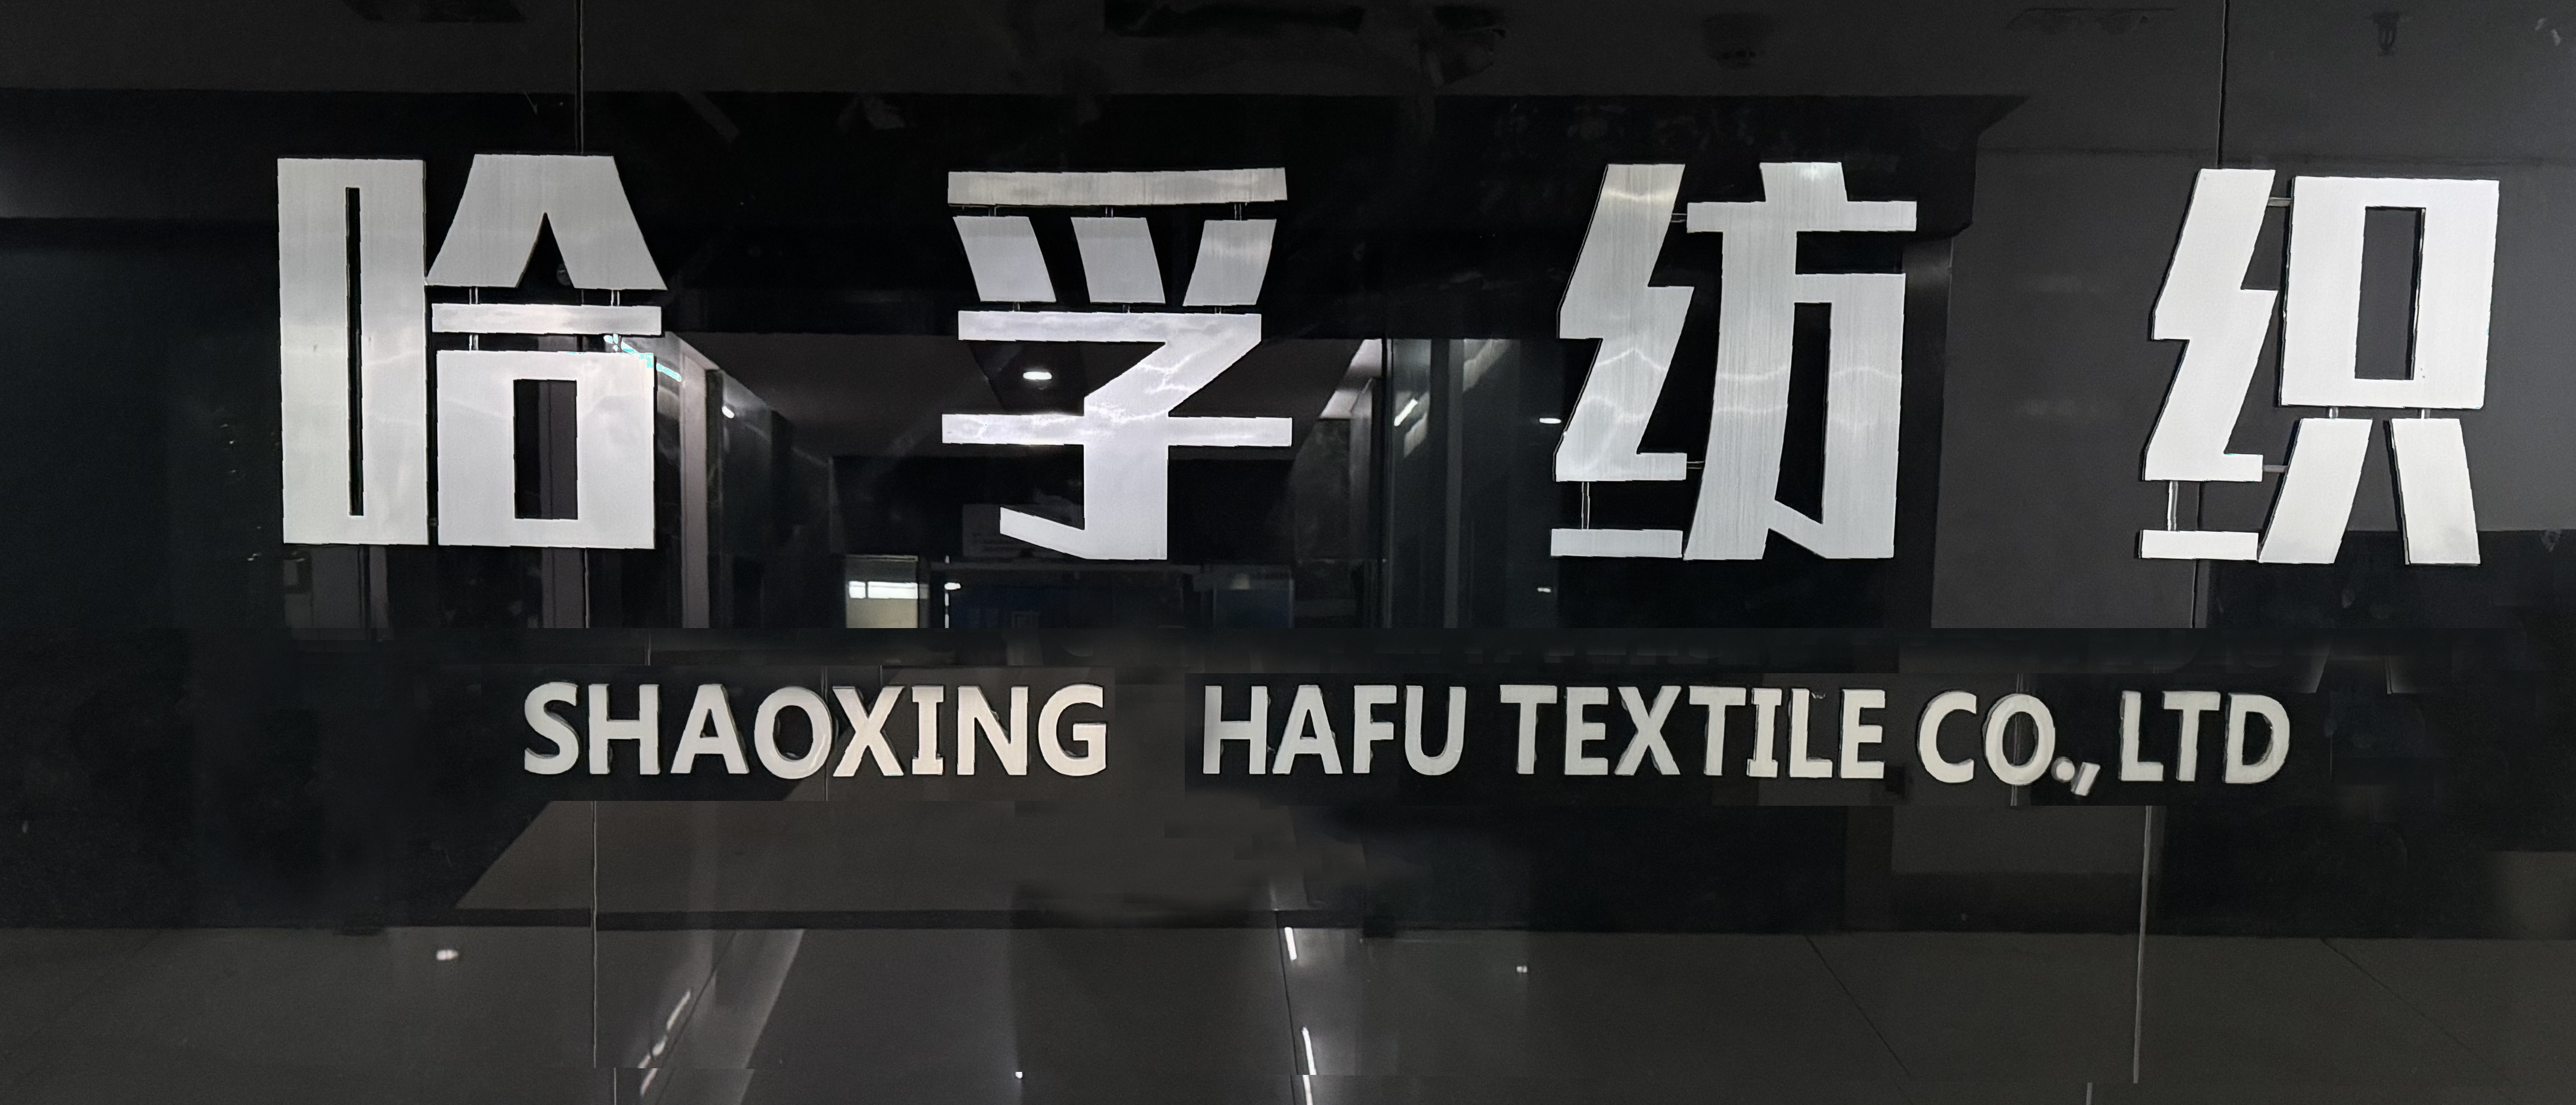 哈孚纺织
SHAOXING HAFU TEXTILE CO., LTD